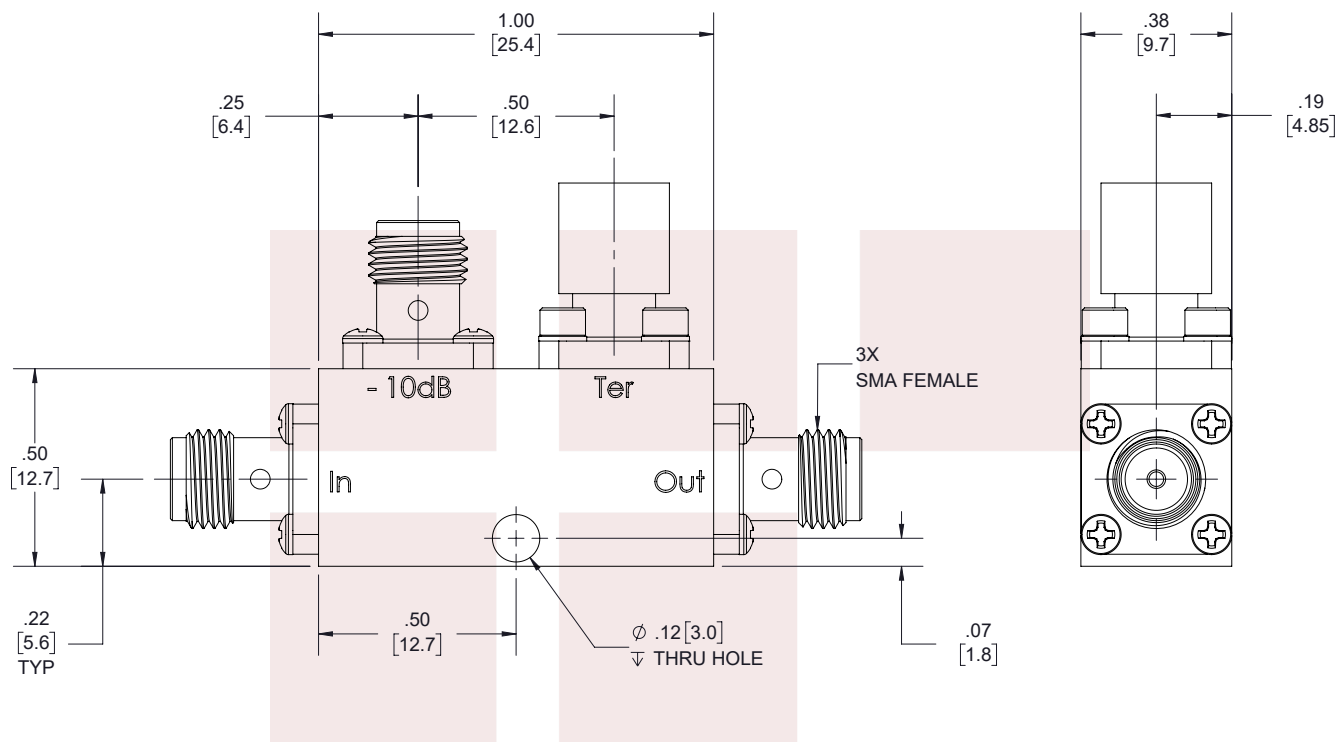 1.00
[25.4]
.38
[9.7]
.25
[6.4]
.50
[12.6]
.19
[4.85]
3X
SMA FEMALE
- 10dB
Ter
.50
[12.7]
In
Out
.22
[5.6]
TYP
.50
[12.7]
⌀ .12[3.0]
↧ THRU HOLE
.07
[1.8]